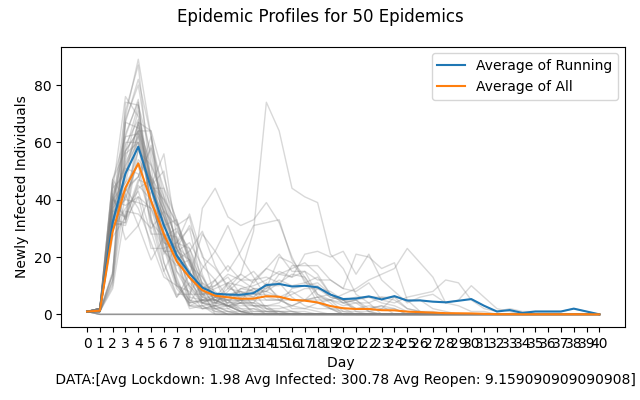 Epidemic Profiles for 50 Epidemics
Average of Running
Average of All
80
60
40
20
0
Newly Infected Individuals
0 1 2 3 4 5 6 7 8 9 10 11 12 13 14 15 16 17 18 19 20 21 22 23 24 25 26 27 28 29 30 31 32 33 34 35 36 37 38 39 40
Day
DATA:[Avg Lockdown: 1.98 Avg Infected: 300.78 Avg Reopen: 9.159090909090908]